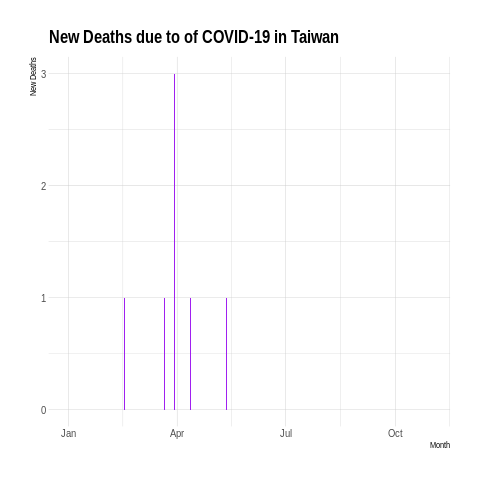 New Deaths due to of COVID-19 in Taiwan
New Deaths
3
2
1
0
Jan Apr Jul Oct
Month